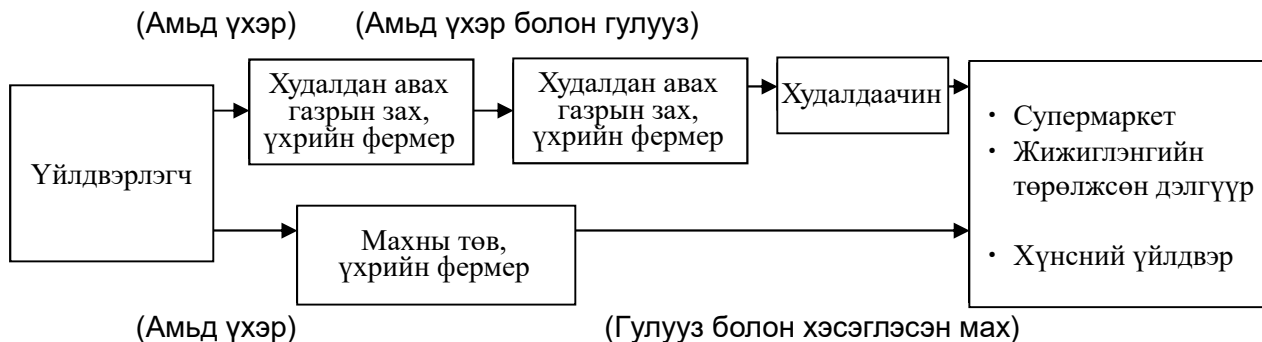 (Амьд үхэр)
(Амьд үхэр болон гулууз)
Үйлдвэрлэгч
Худалдан авах
газрын зах,
үхрийн фермер
Худалдан авах
газрын зах,
үхрийн фермер
Худалдаачин
・ Супермаркет
・ Жижиглэнгийн
төрөлжсөн дэлгүүр
・ Хүнсний үйлдвэр
Махны төв,
үхрийн фермер
(Амьд үхэр)
(Гулууз болон хэсэглэсэн мах)